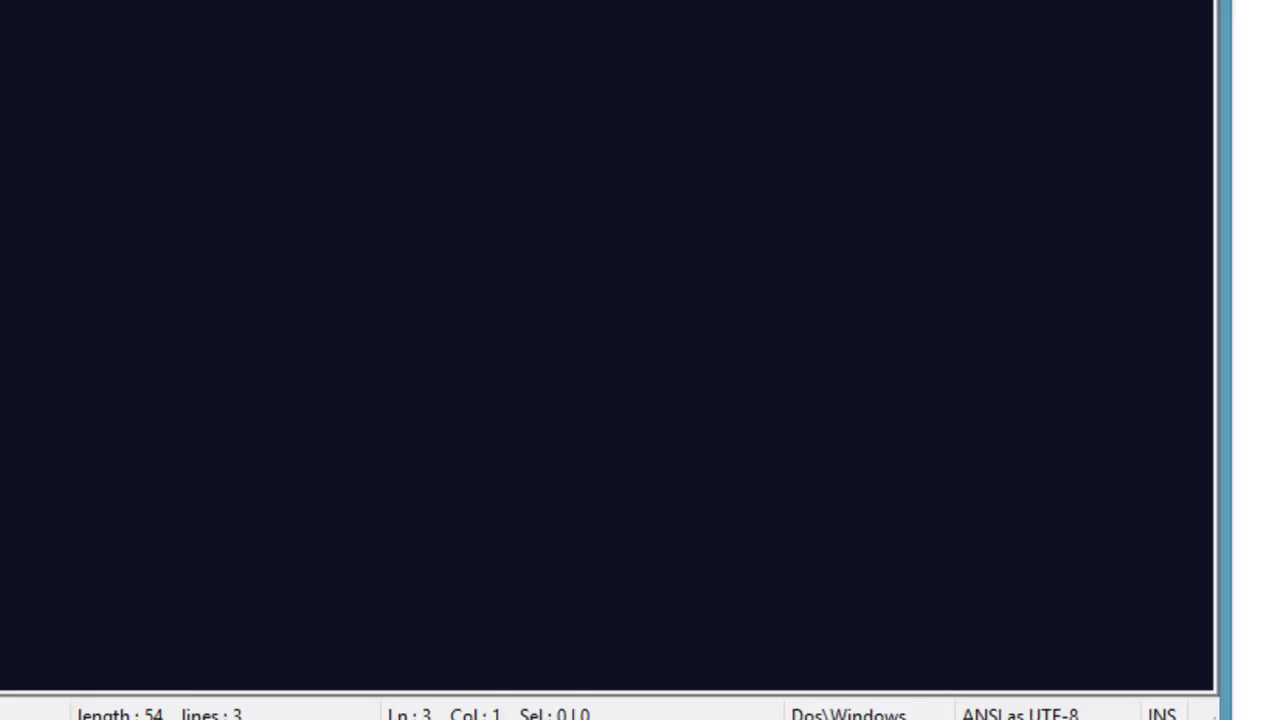 length : 54    lines : 3    Ln : 3    Col : 1    Sel : 0 | 0    Dos\Windows    ANSI as UTF-8    INS